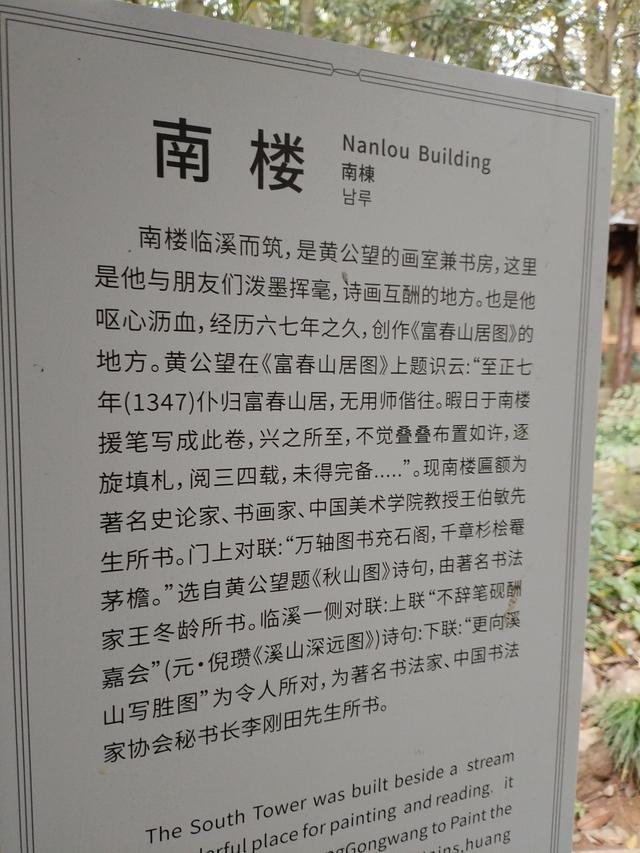 南楼
Nanlou Building
南棟
남루
南楼临溪而筑,是黄公望的画室兼书房,这里
是他与朋友们泼墨挥毫,诗画互酬的地方。也是他
呕心沥血,经历六七年之久,创作《富春山居图》的
地方。黄公望在《富春山居图》上题识云:“至正七
年(1347)仆归富春山居,无用师偕往。暇日于南楼
援笔写成此卷,兴之所至,不觉叠叠布置如许,逐
旋填札,阅三四载,未得完备.....”。现南楼匾额为
著名史论家、书画家、中国美术学院教授王伯敏先
生所书。门上对联:“万轴图书充石阁,千章杉桧罨
茅檐。”选自黄公望题《秋山图》诗句,由著名书法
家王冬龄所书。临溪一侧对联:上联“不辞笔砚酬
嘉会”(元·倪瓒《溪山深远图》)诗句:下联:“更向溪
山写胜图”为令人所对,为著名书法家、中国书法
家协会秘书长李刚田先生所书。
The South Tower was built beside a stream
place for painting and reading. it
Gongwang to Paint the
huang